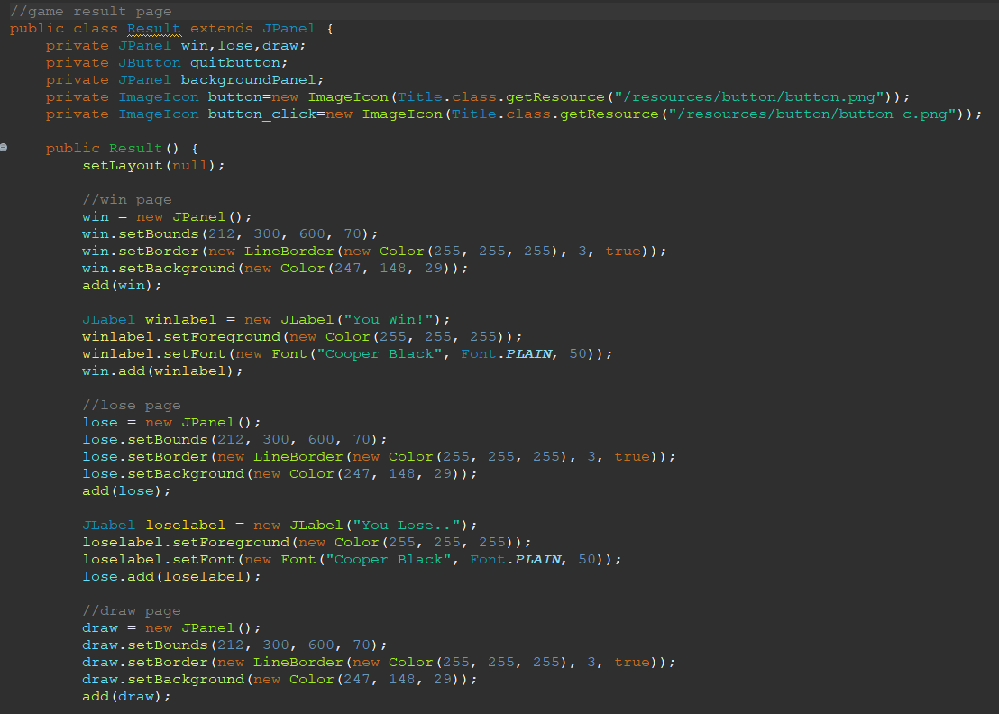 //game result page
public class Result extends JPanel {
    private JPanel win,lose,draw;
    private JButton quitbutton;
    private JPanel backgroundPanel;
    private ImageIcon button=new ImageIcon(Title.class.getResource("/resources/button/button.png"));
    private ImageIcon button_click=new ImageIcon(Title.class.getResource("/resources/button/button-c.png"));

    public Result() {
        setLayout(null);

        //win page
        win = new JPanel();
        win.setBounds(212, 300, 600, 70);
        win.setBorder(new LineBorder(new Color(255, 255, 255), 3, true));
        win.setBackground(new Color(247, 148, 29));
        add(win);

        JLabel winlabel = new JLabel("You Win!");
        winlabel.setForeground(new Color(255, 255, 255));
        winlabel.setFont(new Font("Cooper Black", Font.PLAIN, 50));
        win.add(winlabel);

        //lose page
        lose = new JPanel();
        lose.setBounds(212, 300, 600, 70);
        lose.setBorder(new LineBorder(new Color(255, 255, 255), 3, true));
        lose.setBackground(new Color(247, 148, 29));
        add(lose);

        JLabel loselabel = new JLabel("You Lose..");
        loselabel.setForeground(new Color(255, 255, 255));
        loselabel.setFont(new Font("Cooper Black", Font.PLAIN, 50));
        lose.add(loselabel);

        //draw page
        draw = new JPanel();
        draw.setBounds(212, 300, 600, 70);
        draw.setBorder(new LineBorder(new Color(255, 255, 255), 3, true));
        draw.setBackground(new Color(247, 148, 29));
        add(draw);